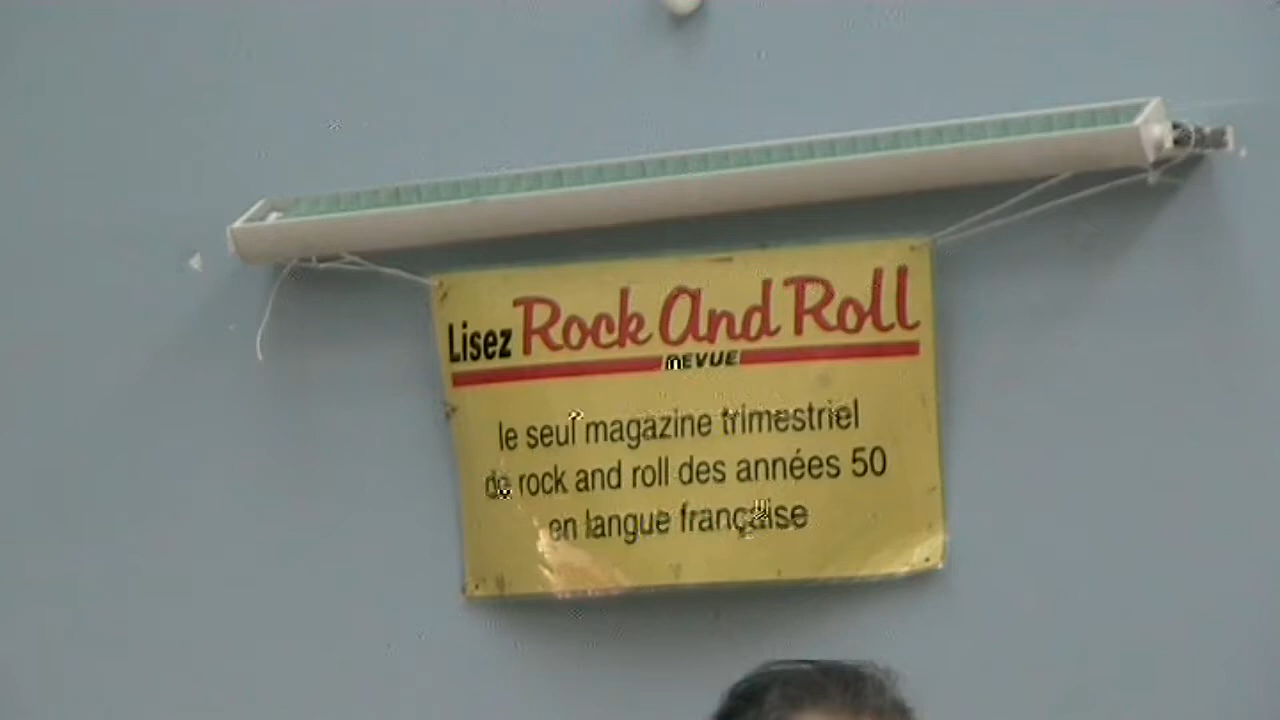 Lisez Rock And Roll
REVUE
le seul magazine trimestriel
de rock and roll des années 50
en langue française